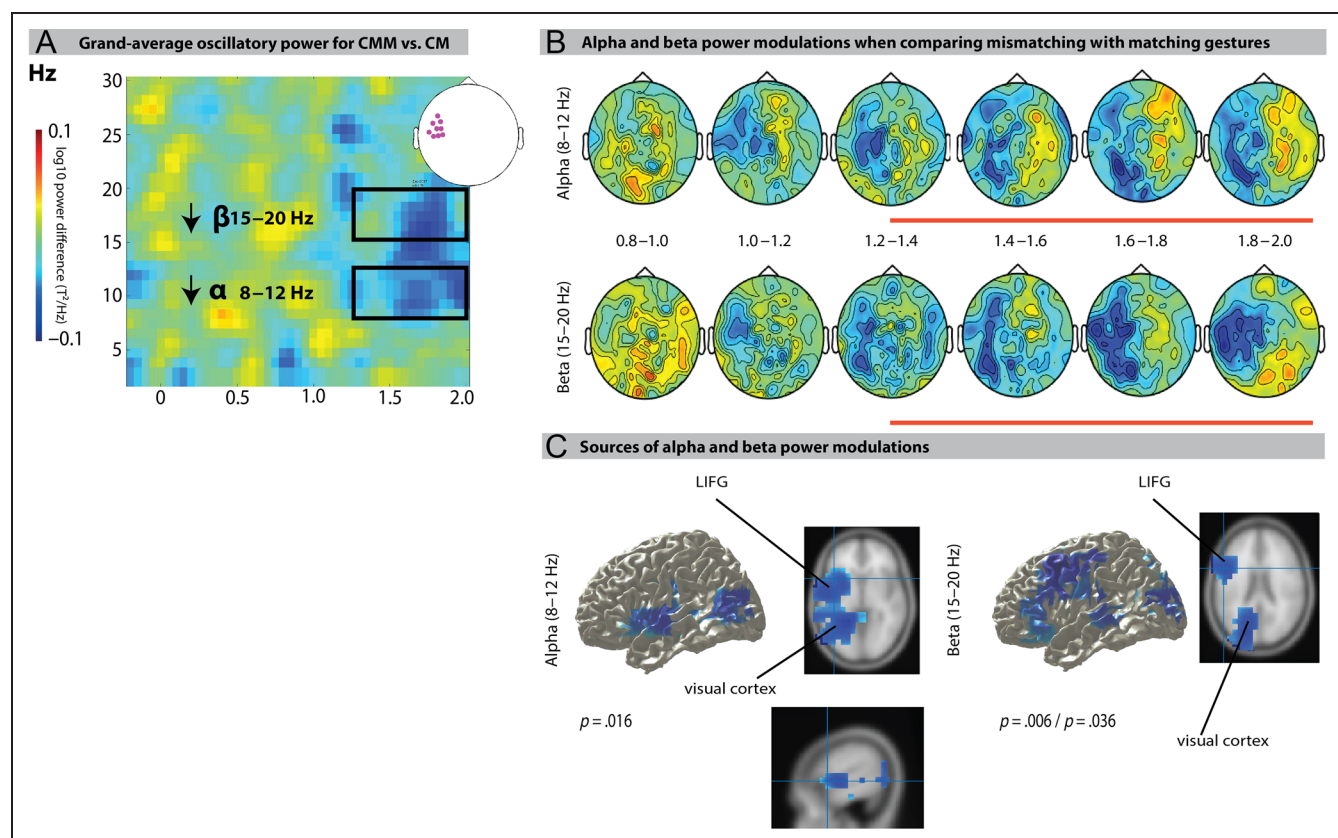 A Grand-average oscillatory power for CMM vs. CM
Hz
30
25
20
15
10
5
0
0.5
1.0
1.5
2.0
0.1
log10 power difference (T²/Hz)
−0.1
β 15–20 Hz
α 8–12 Hz
B Alpha and beta power modulations when comparing mismatching with matching gestures
Alpha (8–12 Hz)
0.8–1.0
1.0–1.2
1.2–1.4
1.4–1.6
1.6–1.8
1.8–2.0
Beta (15–20 Hz)
C Sources of alpha and beta power modulations
LIFG
Alpha (8–12 Hz)
visual cortex
p = .016
LIFG
Beta (15–20 Hz)
p = .006 / p = .036
visual cortex